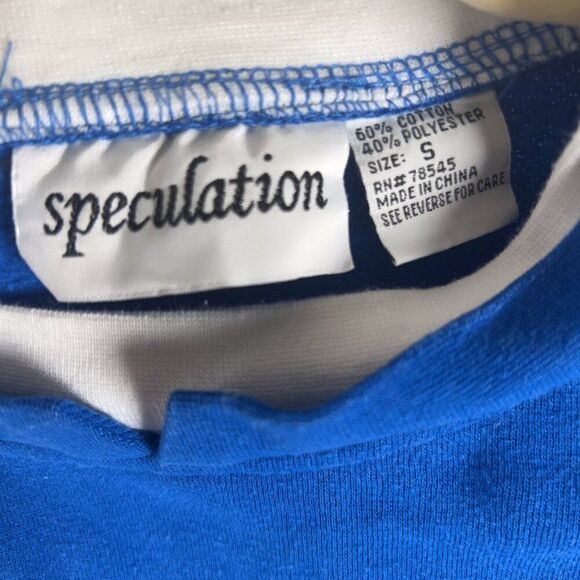 speculation
60% COTTON
40% POLYESTER
SIZE: S
RN# 78545
MADE IN CHINA
SEE REVERSE FOR CARE